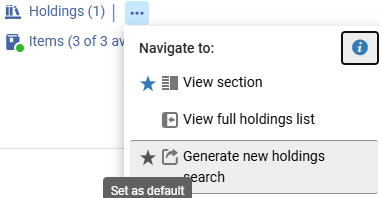 Holdings (1) | ...
Items (3 of 3 av
Navigate to:
View section
View full holdings list
Generate new holdings
search
Set as default